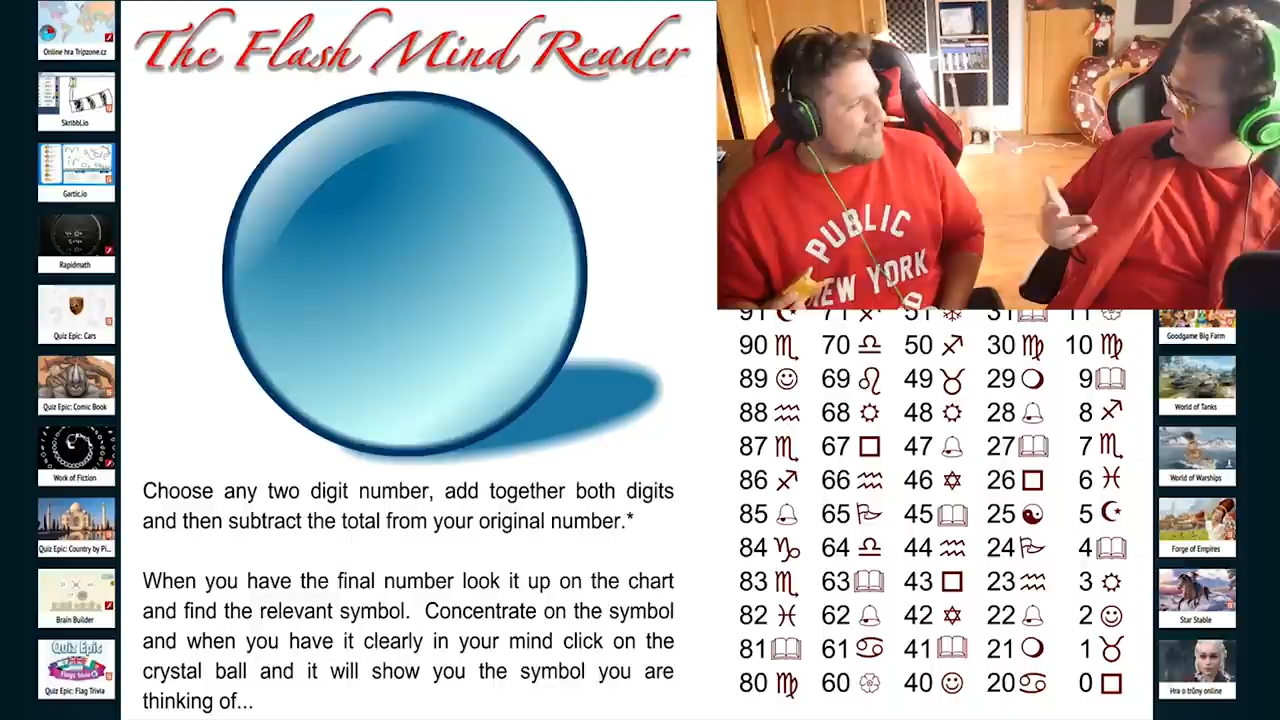 The Flash Mind Reader
Online hra Tripzone.cz
Skribbl.io
Gartic.io
Rapidmath
Quiz Epic: Cars
Quiz Epic: Comic Book
Work of Fiction
Quiz Epic: Country by Pi...
Brain Builder
Quiz Epic
Quiz Epic: Flag Trivia
PUBLIC
NEW YORK
Choose any two digit number, add together both digits
and then subtract the total from your original number.*
When you have the final number look it up on the chart
and find the relevant symbol. Concentrate on the symbol
and when you have it clearly in your mind click on the
crystal ball and it will show you the symbol you are
thinking of...
91 ☪ 71 ♐ 51 ❄ 31 🕮 11 ❀
90 ♏ 70 ♎ 50 ♐ 30 ♍ 10 ♍
89 ☺ 69 ♌ 49 ♉ 29 ❍ 9 🕮
88 ♒ 68 ☼ 48 ☼ 28 🕭 8 ♐
87 ♏ 67 □ 47 🕭 27 🕮 7 ♏
86 ♐ 66 ♒ 46 ✡ 26 □ 6 ♓
85 🕭 65 🏱 45 🕮 25 ☯ 5 ☪
84 ♑ 64 ♎ 44 ♒ 24 🏱 4 🕮
83 ♏ 63 🕮 43 □ 23 ♒ 3 ☼
82 ♓ 62 🕭 42 ✡ 22 🕭 2 ☺
81 🕮 61 ♋ 41 🕮 21 ❍ 1 ♉
80 ♍ 60 ❀ 40 ☺ 20 ♋ 0 □
Goodgame Big Farm
World of Tanks
World of Warships
Forge of Empires
Star Stable
Hra o trůny online